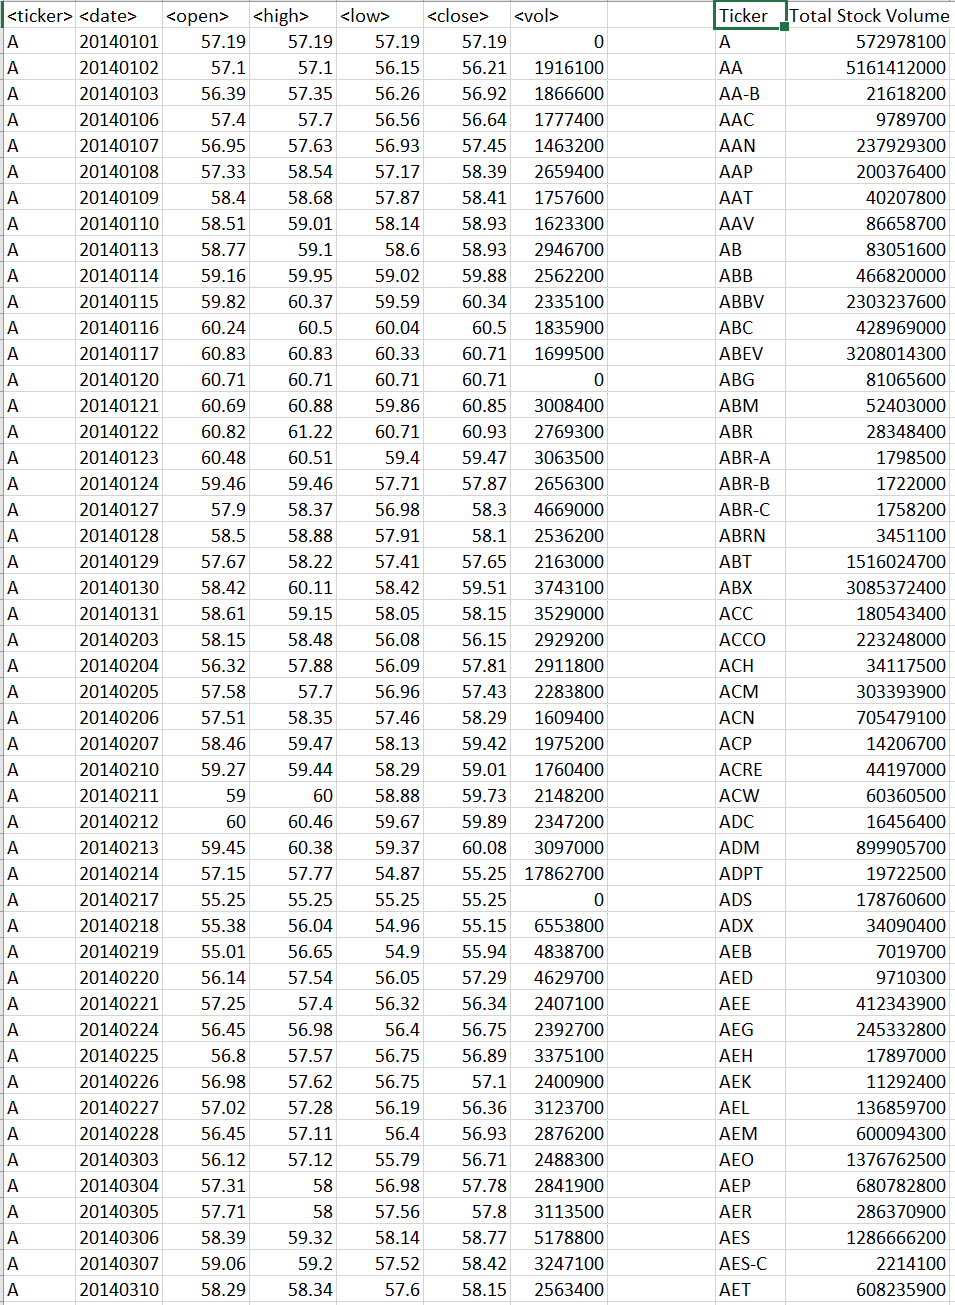 <ticker> <date> <open> <high> <low> <close> <vol> Ticker Total Stock Volume
A 20140101 57.19 57.19 57.19 57.19 0 A 572978100
A 20140102 57.1 57.1 56.15 56.21 1916100 AA 5161412000
A 20140103 56.39 57.35 56.26 56.92 1866600 AA-B 21618200
A 20140106 57.4 57.7 56.56 56.64 1777400 AAC 9789700
A 20140107 56.95 57.63 56.93 57.45 1463200 AAN 237929300
A 20140108 57.33 58.54 57.17 58.39 2659400 AAP 200376400
A 20140109 58.4 58.68 57.87 58.41 1757600 AAT 40207800
A 20140110 58.51 59.01 58.14 58.93 1623300 AAV 86658700
A 20140113 58.77 59.1 58.6 58.93 2946700 AB 83051600
A 20140114 59.16 59.95 59.02 59.88 2562200 ABB 466820000
A 20140115 59.82 60.37 59.59 60.34 2335100 ABBV 2303237600
A 20140116 60.24 60.5 60.04 60.5 1835900 ABC 428969000
A 20140117 60.83 60.83 60.33 60.71 1699500 ABEV 3208014300
A 20140120 60.71 60.71 60.71 60.71 0 ABG 81065600
A 20140121 60.69 60.88 59.86 60.85 3008400 ABM 52403000
A 20140122 60.82 61.22 60.71 60.93 2769300 ABR 28348400
A 20140123 60.48 60.51 59.4 59.47 3063500 ABR-A 1798500
A 20140124 59.46 59.46 57.71 57.87 2656300 ABR-B 1722000
A 20140127 57.9 58.37 56.98 58.3 4669000 ABR-C 1758200
A 20140128 58.5 58.88 57.91 58.1 2536200 ABRN 3451100
A 20140129 57.67 58.22 57.41 57.65 2163000 ABT 1516024700
A 20140130 58.42 60.11 58.42 59.51 3743100 ABX 3085372400
A 20140131 58.61 59.15 58.05 58.15 3529000 ACC 180543400
A 20140203 58.15 58.48 56.08 56.15 2929200 ACCO 223248000
A 20140204 56.32 57.88 56.09 57.81 2911800 ACH 34117500
A 20140205 57.58 57.7 56.96 57.43 2283800 ACM 303393900
A 20140206 57.51 58.35 57.46 58.29 1609400 ACN 705479100
A 20140207 58.46 59.47 58.13 59.42 1975200 ACP 14206700
A 20140210 59.27 59.44 58.29 59.01 1760400 ACRE 44197000
A 20140211 59 60 58.88 59.73 2148200 ACW 60360500
A 20140212 60 60.46 59.67 59.89 2347200 ADC 16456400
A 20140213 59.45 60.38 59.37 60.08 3097000 ADM 899905700
A 20140214 57.15 57.77 54.87 55.25 17862700 ADPT 19722500
A 20140217 55.25 55.25 55.25 55.25 0 ADS 178760600
A 20140218 55.38 56.04 54.96 55.15 6553800 ADX 34090400
A 20140219 55.01 56.65 54.9 55.94 4838700 AEB 7019700
A 20140220 56.14 57.54 56.05 57.29 4629700 AED 9710300
A 20140221 57.25 57.4 56.32 56.34 2407100 AEE 412343900
A 20140224 56.45 56.98 56.4 56.75 2392700 AEG 245332800
A 20140225 56.8 57.57 56.75 56.89 3375100 AEH 17897000
A 20140226 56.98 57.62 56.75 57.1 2400900 AEK 11292400
A 20140227 57.02 57.28 56.19 56.36 3123700 AEL 136859700
A 20140228 56.45 57.11 56.4 56.93 2876200 AEM 600094300
A 20140303 56.12 57.12 55.79 56.71 2488300 AEO 1376762500
A 20140304 57.31 58 56.98 57.78 2841900 AEP 680782800
A 20140305 57.71 58 57.56 57.8 3113500 AER 286370900
A 20140306 58.39 59.32 58.14 58.77 5178800 AES 1286666200
A 20140307 59.06 59.2 57.52 58.42 3247100 AES-C 2214100
A 20140310 58.29 58.34 57.6 58.15 2563400 AET 608235900